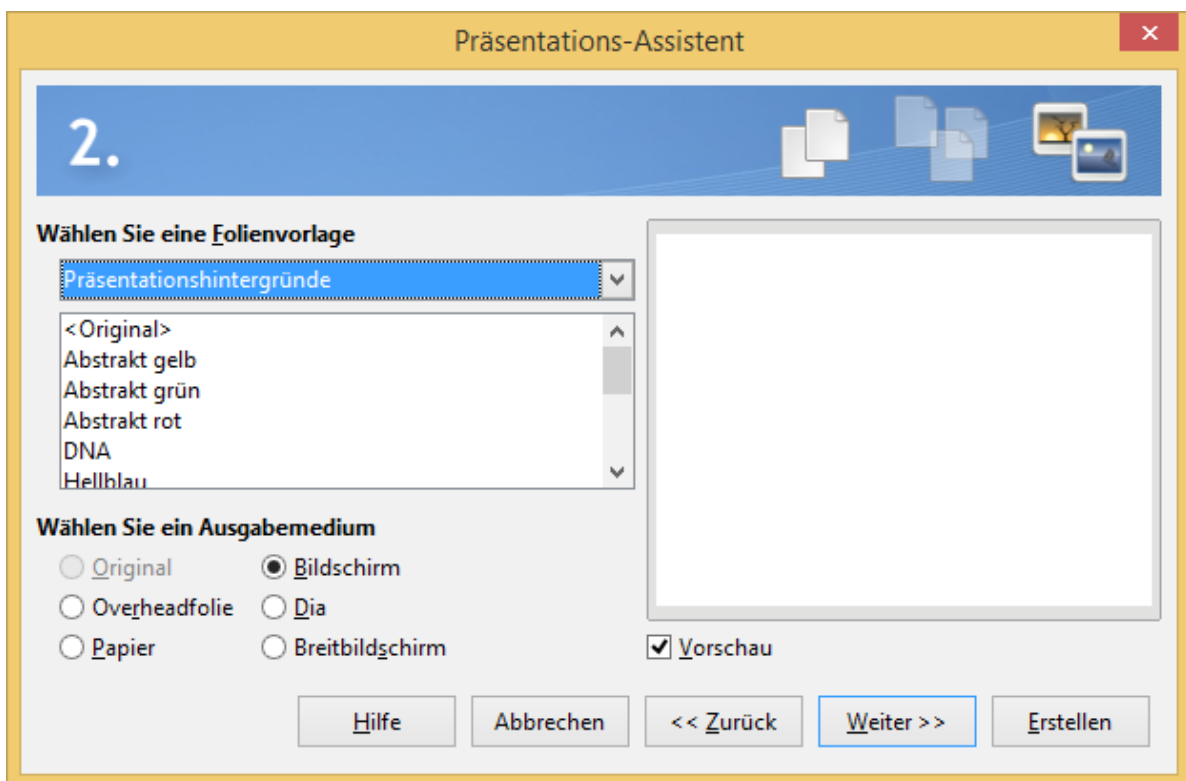 Präsentations-Assistent
2.
Wählen Sie eine Folienvorlage
Präsentationshintergründe
<Original>
Abstrakt gelb
Abstrakt grün
Abstrakt rot
DNA
Hellblau
Wählen Sie ein Ausgabemedium
Original Bildschirm
Overheadfolie Dia
Papier Breitbildschirm
Vorschau
Hilfe Abbrechen << Zurück Weiter >> Erstellen